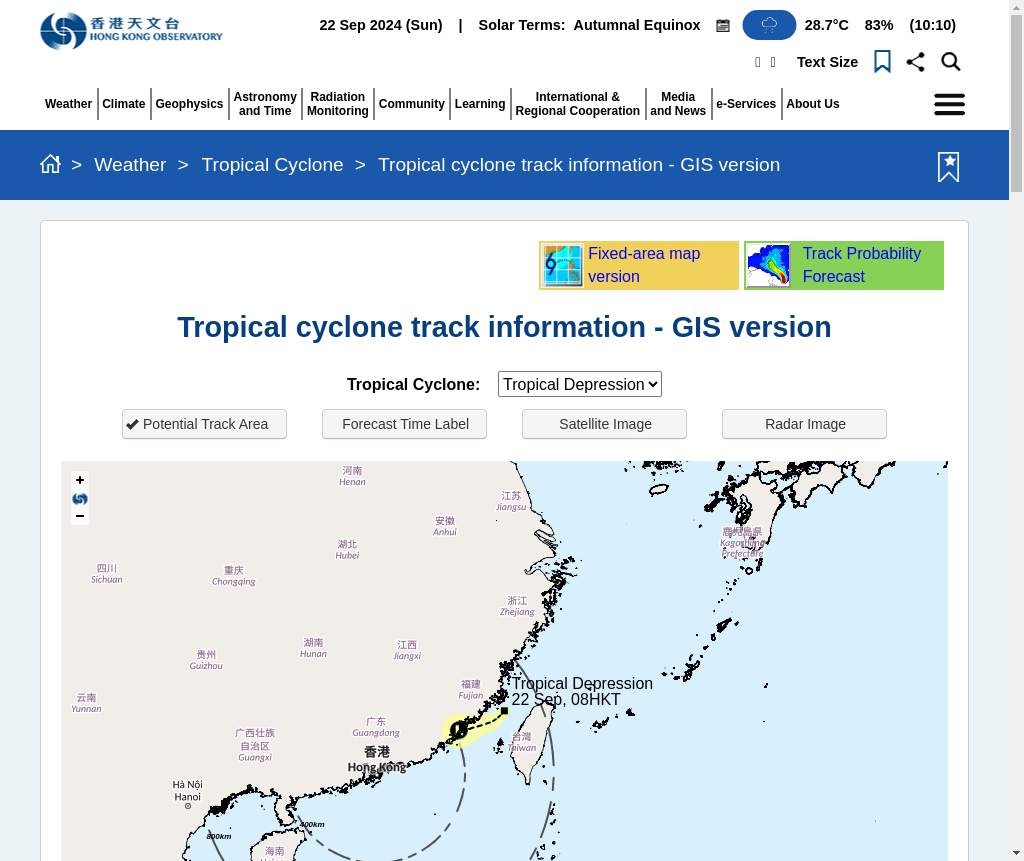 香港天文台
HONG KONG OBSERVATORY
22 Sep 2024 (Sun) | Solar Terms: Autumnal Equinox 28.7°C 83% (10:10)
Text Size
Weather
Climate
Geophysics
Astronomy
and Time
Radiation
Monitoring
Community
Learning
International &
Regional Cooperation
Media
and News
e-Services
About Us
> Weather > Tropical Cyclone > Tropical cyclone track information - GIS version
Fixed-area map
version
Track Probability
Forecast
Tropical cyclone track information - GIS version
Tropical Cyclone: Tropical Depression
Potential Track Area
Forecast Time Label
Satellite Image
Radar Image
+
−
河南
Henan
江苏
Jiangsu
安徽
Anhui
湖北
Hubei
鹿児島県
Kagoshima
Prefecture
四川
Sichuan
重庆
Chongqing
浙江
Zhejiang
湖南
Hunan
江西
Jiangxi
贵州
Guizhou
福建
Fujian
Tropical Depression
22 Sep, 08HKT
云南
Yunnan
广东
Guangdong
广西壮族
自治区
Guangxi
台灣
Taiwan
香港
Hong Kong
Hà Nội
Hanoi
400km
800km
海南